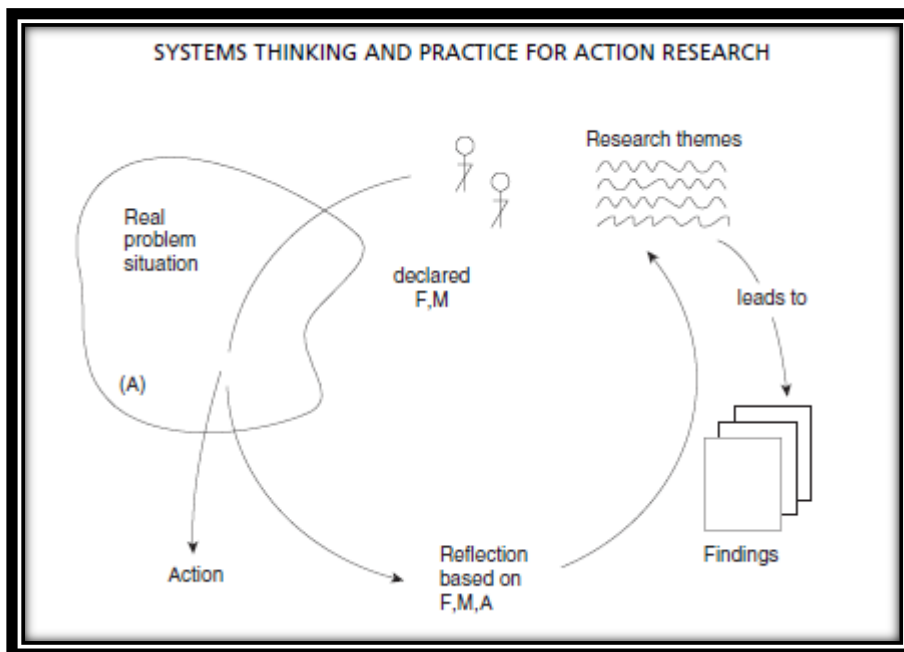 SYSTEMS THINKING AND PRACTICE FOR ACTION RESEARCH
Research themes
Real
problem
situation
declared
F,M
leads to
(A)
Action
Reflection
based on
F,M,A
Findings